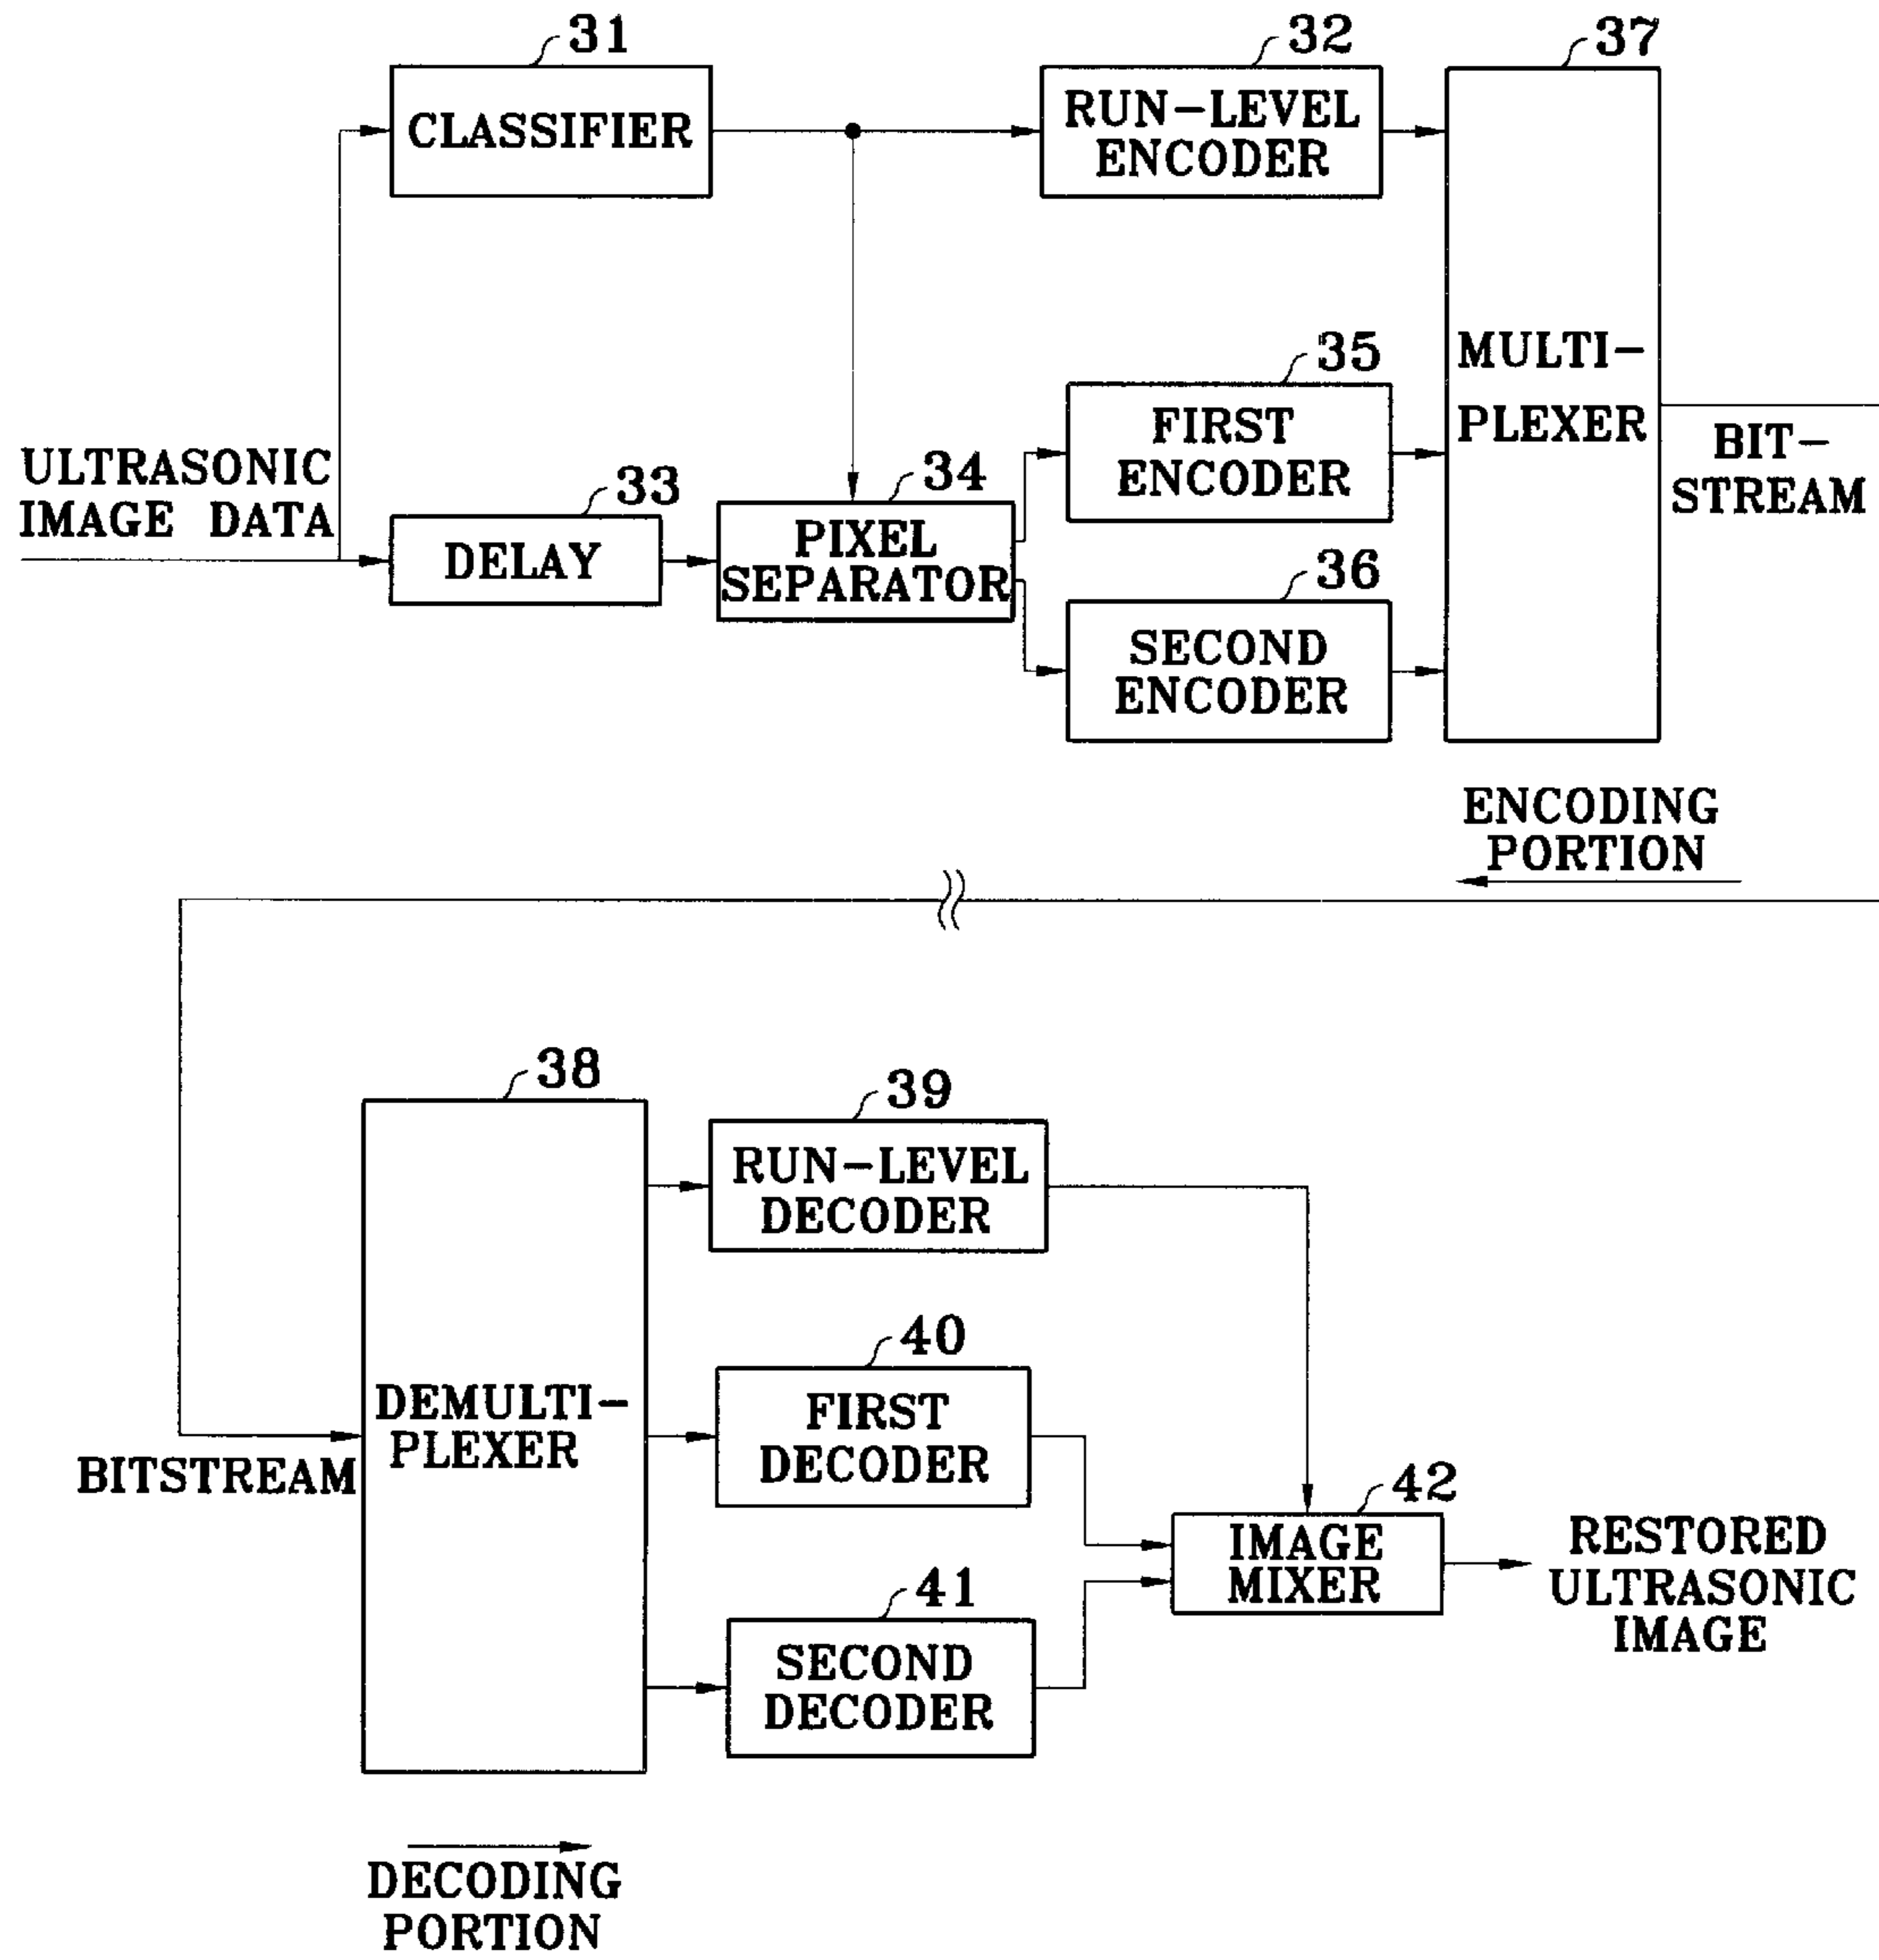 31
32
37
CLASSIFIER
RUN-LEVEL
ENCODER
35
MULTI-
PLEXER
FIRST
ENCODER
BIT-
STREAM
ULTRASONIC
IMAGE DATA
33
34
DELAY
PIXEL
SEPARATOR
36
SECOND
ENCODER
ENCODING
PORTION
38
39
RUN-LEVEL
DECODER
40
DEMULTI-
PLEXER
FIRST
DECODER
BITSTREAM
42
IMAGE
MIXER
RESTORED
ULTRASONIC
IMAGE
41
SECOND
DECODER
DECODING
PORTION